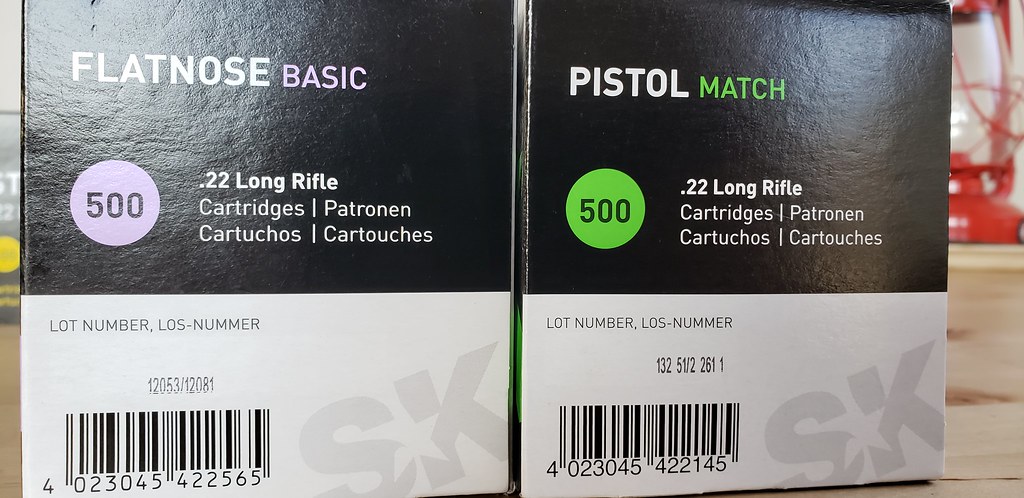 FLATNOSE BASIC
500
.22 Long Rifle
Cartridges | Patronen
Cartuchos | Cartouches
LOT NUMBER, LOS-NUMMER
12053/12081
4 023045 422565
SK
PISTOL MATCH
500
.22 Long Rifle
Cartridges | Patronen
Cartuchos | Cartouches
LOT NUMBER, LOS-NUMMER
132 51/2 261 1
4 023045 422145
SK